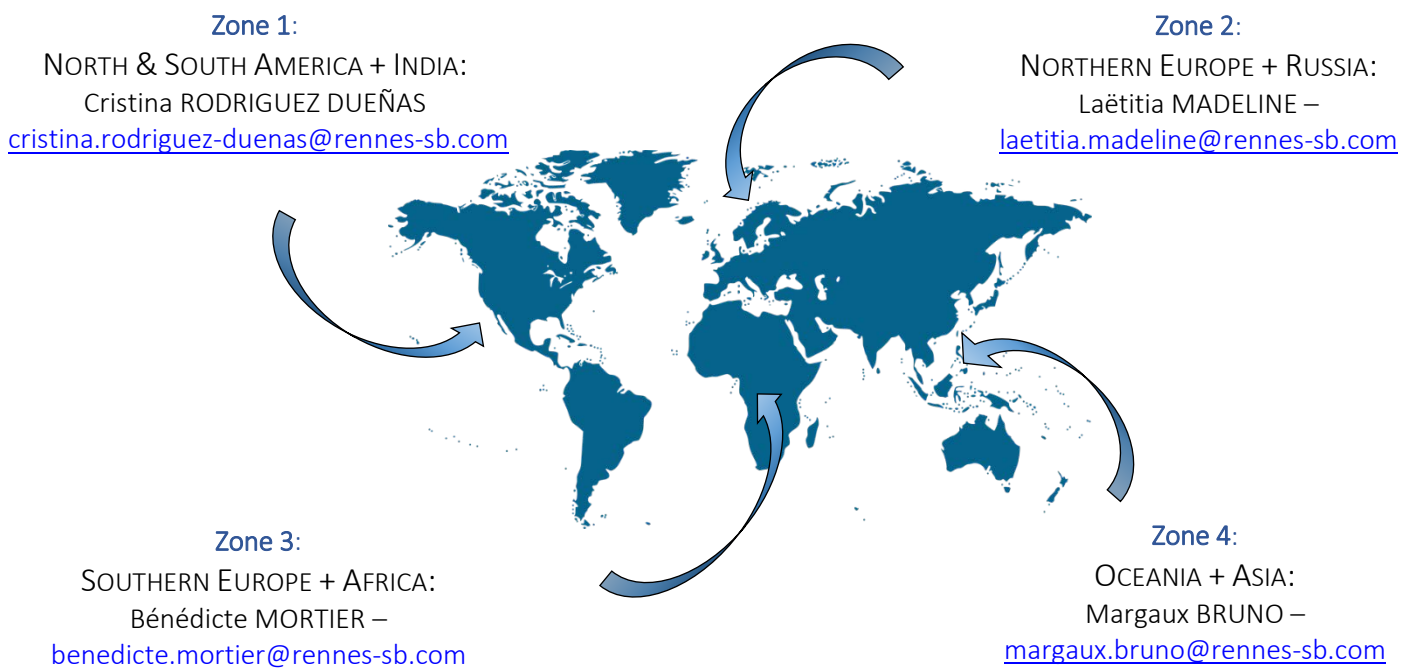 Zone 1:
NORTH & SOUTH AMERICA + INDIA:
Cristina RODRIGUEZ DUEÑAS
cristina.rodriguez-duenas@rennes-sb.com
Zone 2:
NORTHERN EUROPE + RUSSIA:
Laëtitia MADELINE –
laetitia.madeline@rennes-sb.com
Zone 3:
SOUTHERN EUROPE + AFRICA:
Bénédicte MORTIER –
benedicte.mortier@rennes-sb.com
Zone 4:
OCEANIA + ASIA:
Margaux BRUNO –
margaux.bruno@rennes-sb.com